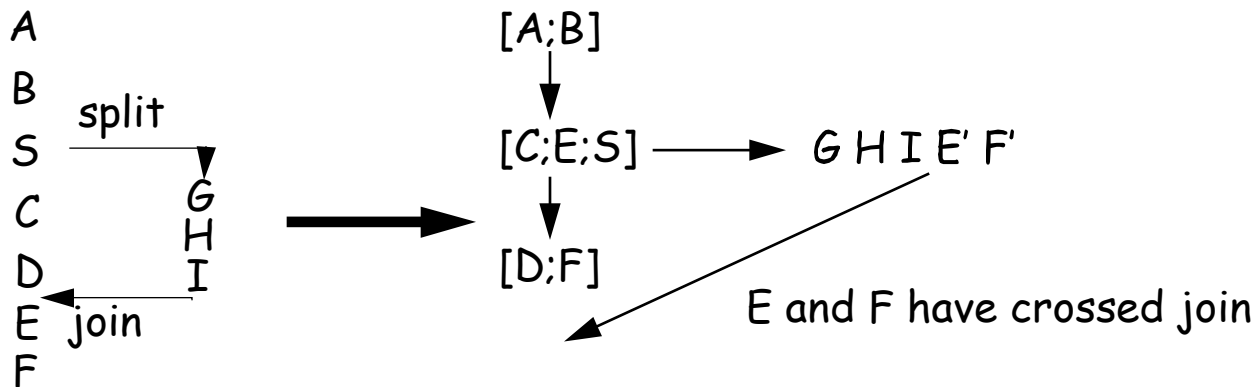 A
B
split
S
C
G
H
D
I
E
join
F
[A;B]
[C;E;S]
G H I E' F'
[D;F]
E and F have crossed join